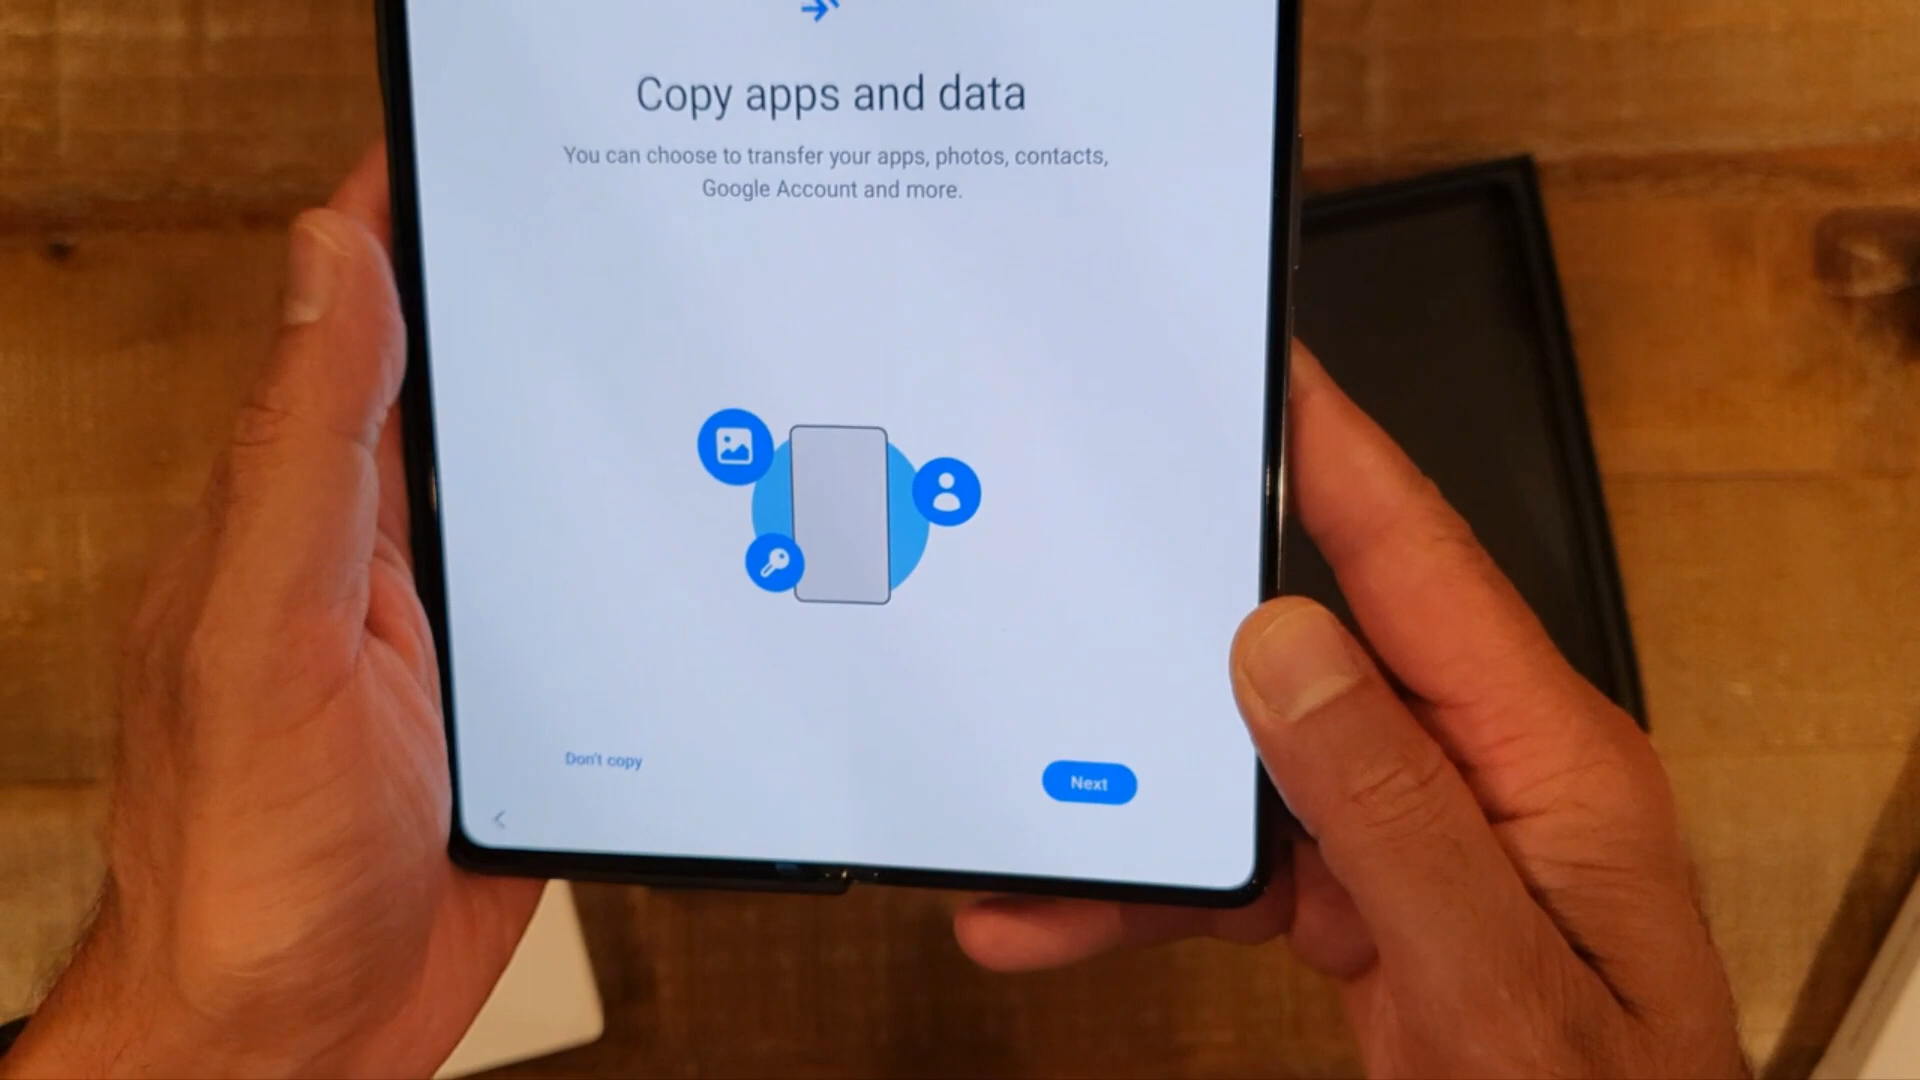 Copy apps and data
You can choose to transfer your apps, photos, contacts,
Google Account and more.
Don't copy
Next